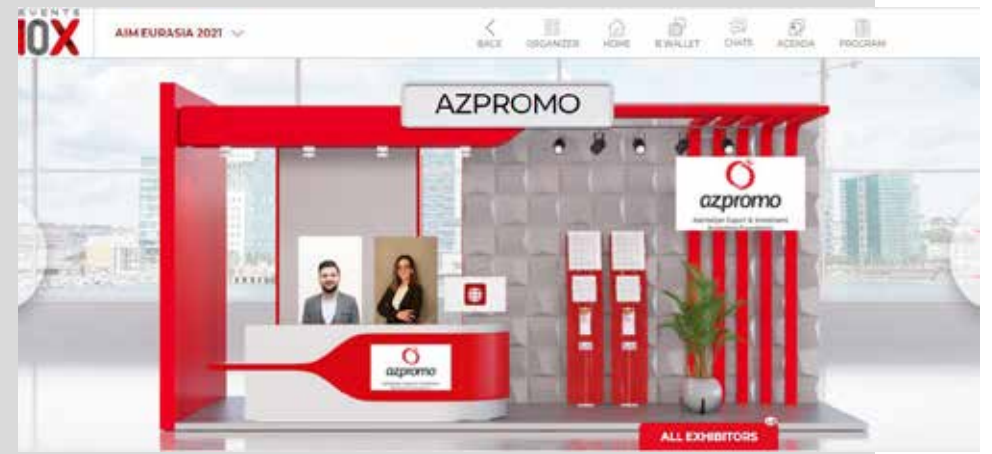 EVENTS
10X
AIM EURASIA 2021
BACK
ORGANIZER
HOME
B.WALLET
CHATS
AGENDA
PROGRAM
AZPROMO
azpromo
Azerbaijan Export & Investment
azpromo
ALL EXHIBITORS